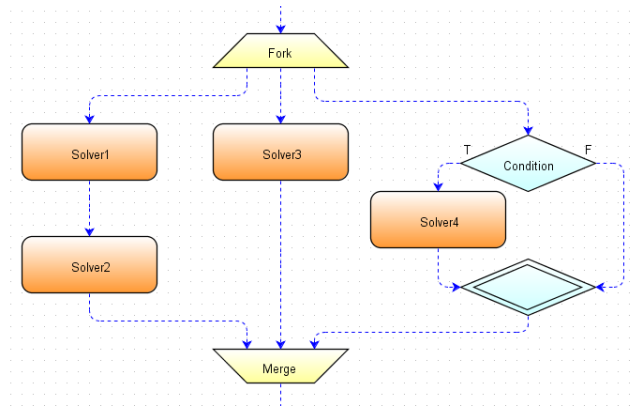 Fork
Solver1
Solver3
T
F
Condition
Solver4
Solver2
Merge